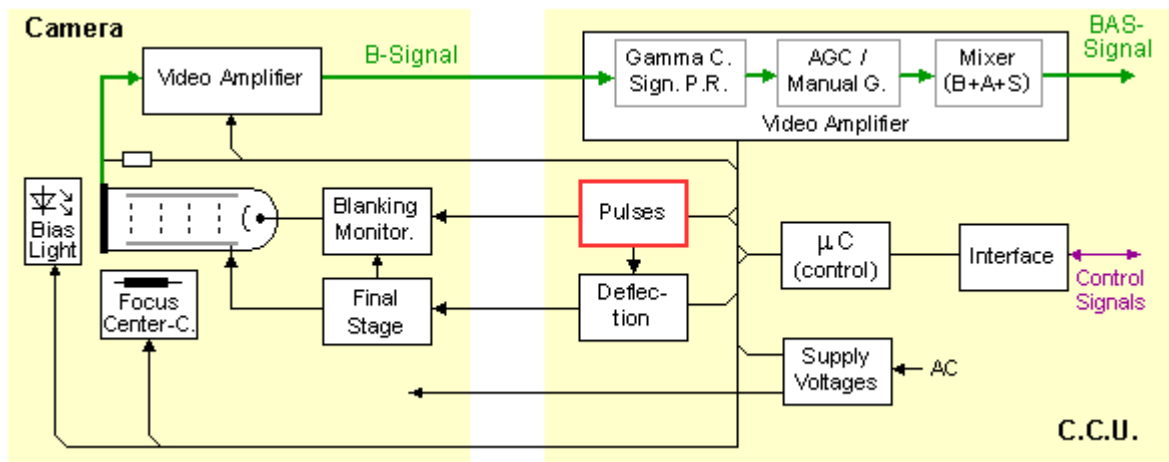 Camera
B-Signal
BAS-
Signal
Video Amplifier
Gamma C.
Sign. P.R.
AGC /
Manual G.
Mixer
(B+A+S)
Video Amplifier
Bias
Light
Blanking
Monitor.
Pulses
μC
(control)
Interface
Control
Signals
Focus
Center-C.
Final
Stage
Deflec-
tion
Supply
Voltages
AC
C.C.U.